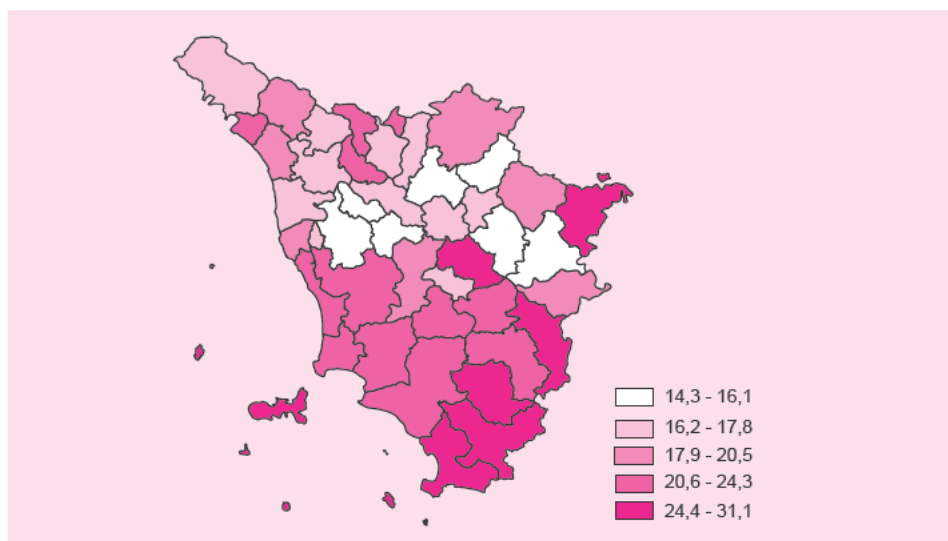 14,3 - 16,1
16,2 - 17,8
17,9 - 20,5
20,6 - 24,3
24,4 - 31,1